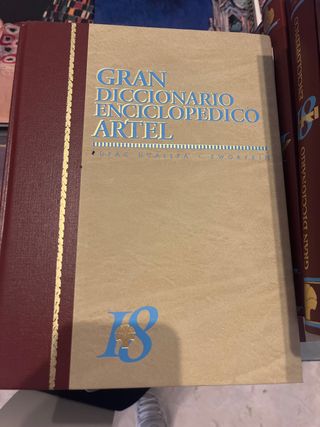 GRAN
DICCIONARIO
ENCICLOPEDICO
ARTEL
18
GRAN DICCIONARIO